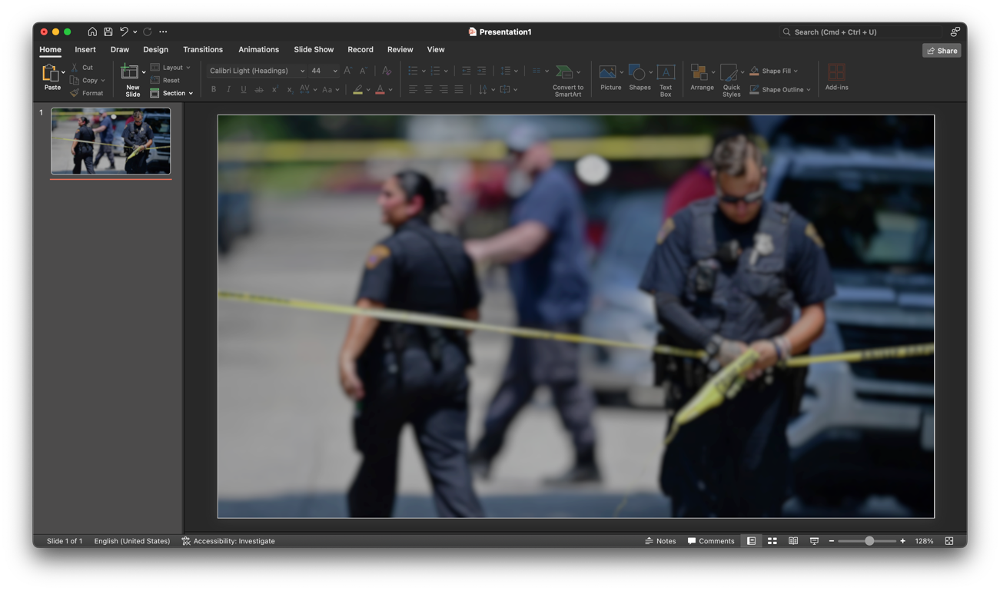 Presentation1
Search (Cmd + Ctrl + U)
Home Insert Draw Design Transitions Animations Slide Show Record Review View
Share
Paste
Cut
Copy
Format
New
Slide
Layout
Reset
Section
Calibri Light (Headings) 44
Convert to
SmartArt
Picture
Shapes
Text
Box
Arrange
Quick
Styles
Shape Fill
Shape Outline
Add-Ins
1
Slide 1 of 1 English (United States) Accessibility: Investigate Notes Comments 128%